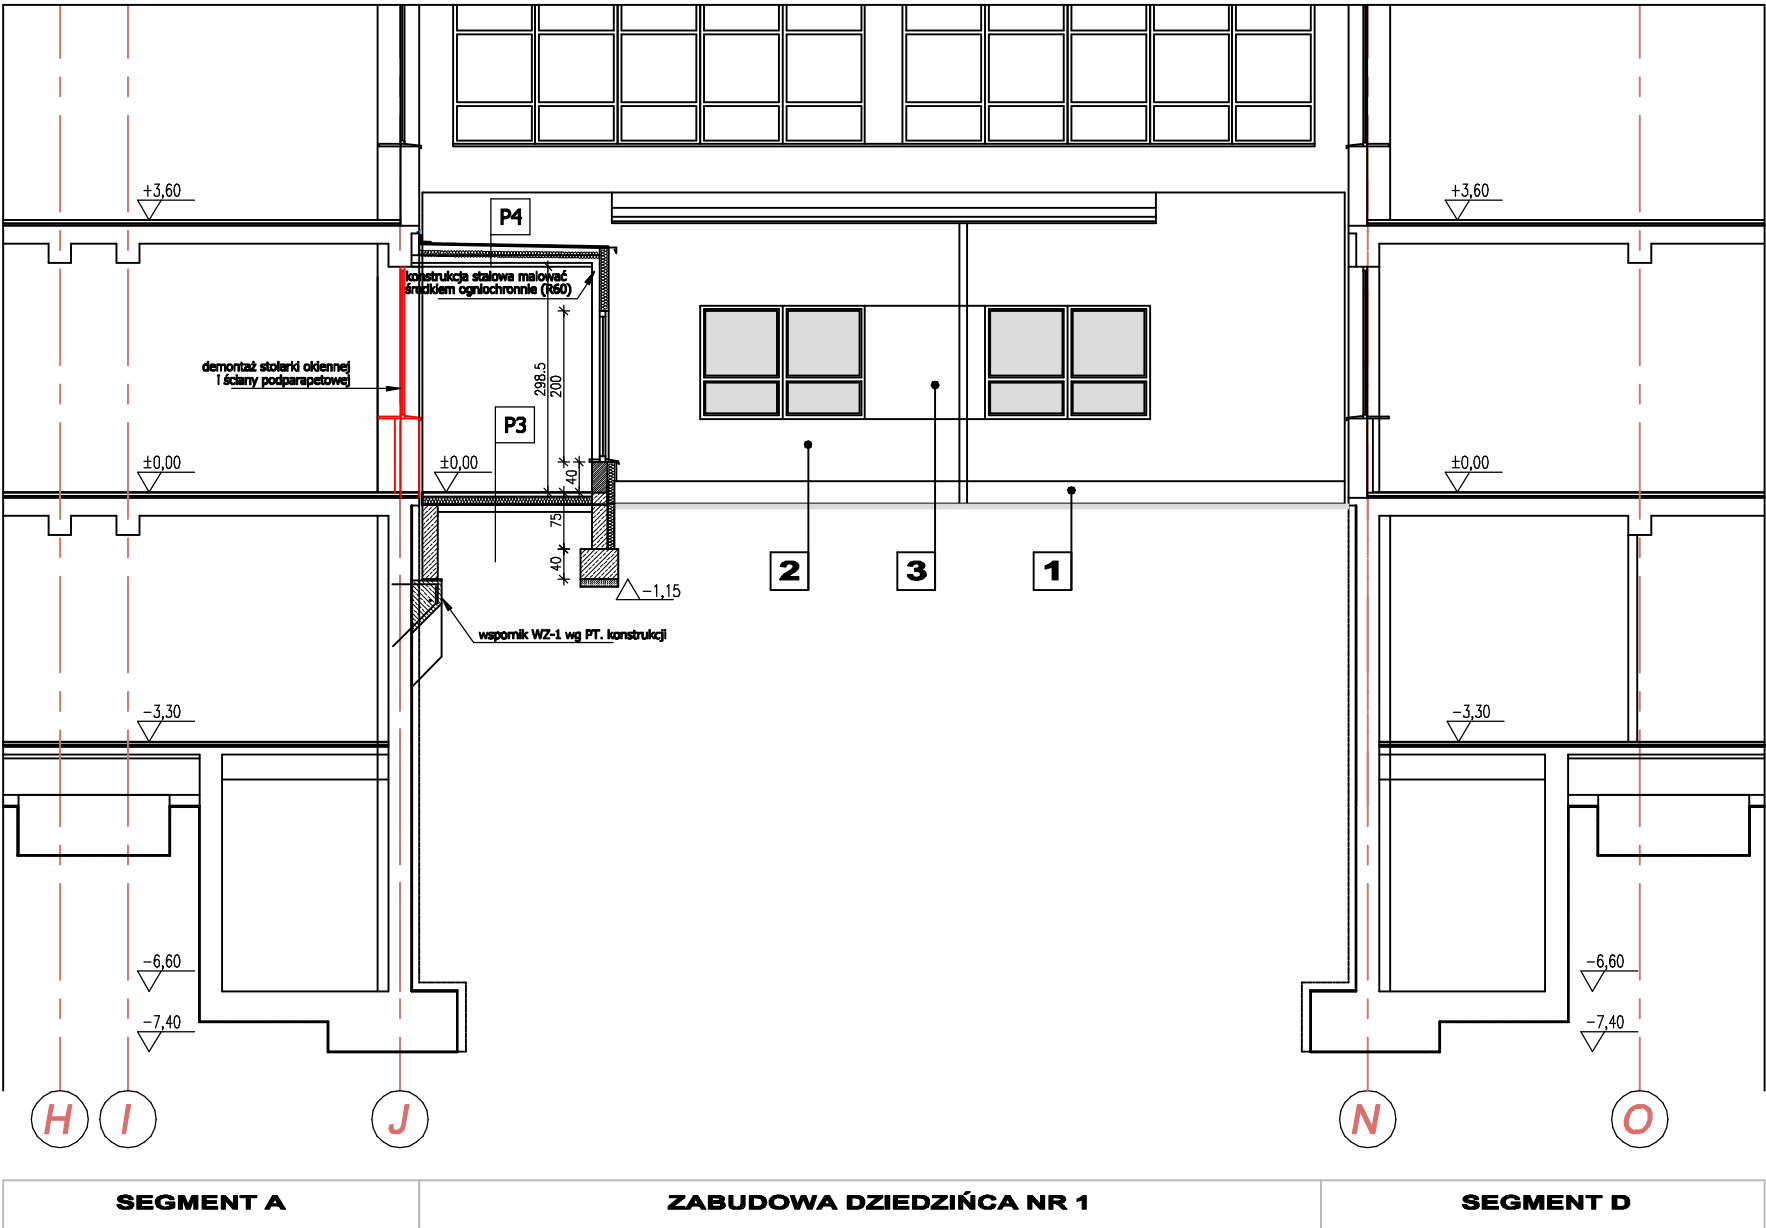 +3,60
+3,60
P4
konstrukcja stalowa malować
środkiem ogniochronnie (R60)
demontaż stolarki okiennej
i ściany podparapetowej
298.5
200
P3
±0,00
±0,00
±0,00
40
75
40
-1,15
2
3
1
wspornik WZ-1 wg PT. konstrukcji
-3,30
-3,30
-6,60
-6,60
-7,40
-7,40
H
I
J
N
O
SEGMENT A
ZABUDOWA DZIEDZIŃCA NR 1
SEGMENT D